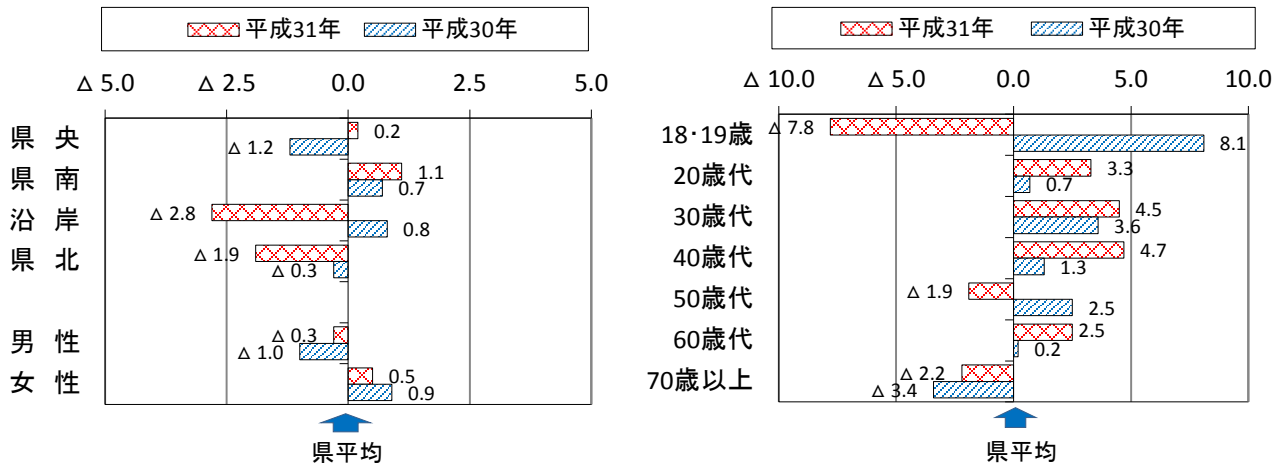 平成31年 平成30年
△ 5.0 △ 2.5 0.0 2.5 5.0
県 央 0.2
△ 1.2
県 南 1.1
0.7
沿 岸 △ 2.8
0.8
県 北 △ 1.9
△ 0.3
男 性 △ 0.3
△ 1.0
女 性 0.5
0.9
県平均
平成31年 平成30年
△ 10.0 △ 5.0 0.0 5.0 10.0
18・19歳 △ 7.8
8.1
20歳代 3.3
0.7
30歳代 4.5
3.6
40歳代 4.7
1.3
50歳代 △ 1.9
2.5
60歳代 2.5
0.2
70歳以上 △ 2.2
△ 3.4
県平均